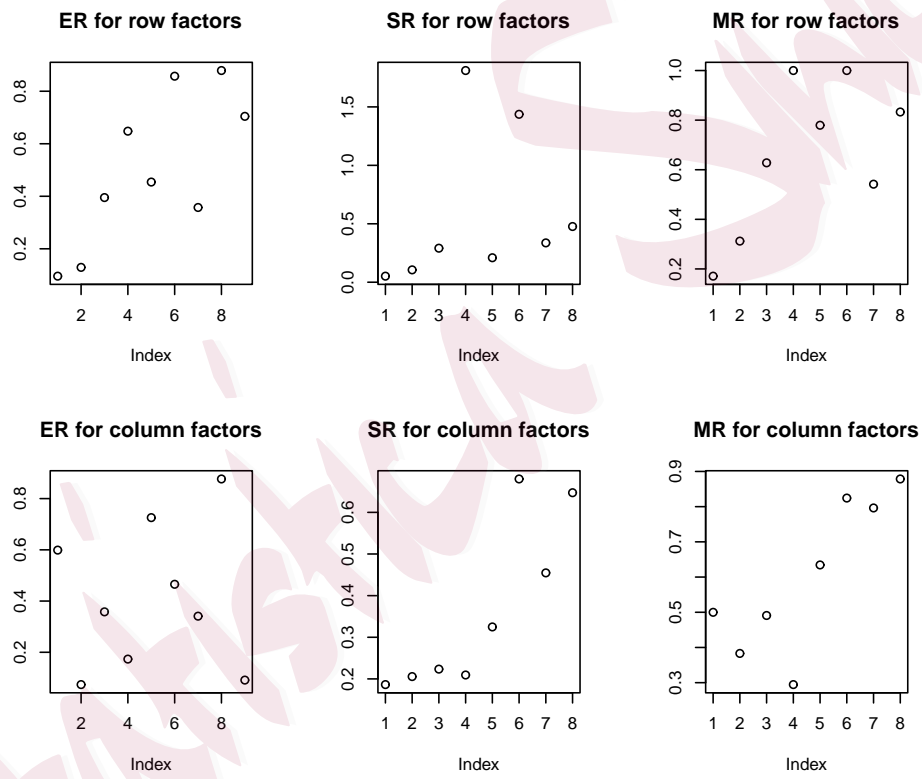 ER for row factors
SR for row factors
MR for row factors
0.2 0.4 0.6 0.8
2 4 6 8
Index
0.0 0.5 1.0 1.5
1 2 3 4 5 6 7 8
Index
0.2 0.4 0.6 0.8 1.0
1 2 3 4 5 6 7 8
Index
ER for column factors
SR for column factors
MR for column factors
0.2 0.4 0.6 0.8
2 4 6 8
Index
0.2 0.3 0.4 0.5 0.6
1 2 3 4 5 6 7 8
Index
0.3 0.5 0.7 0.9
1 2 3 4 5 6 7 8
Index